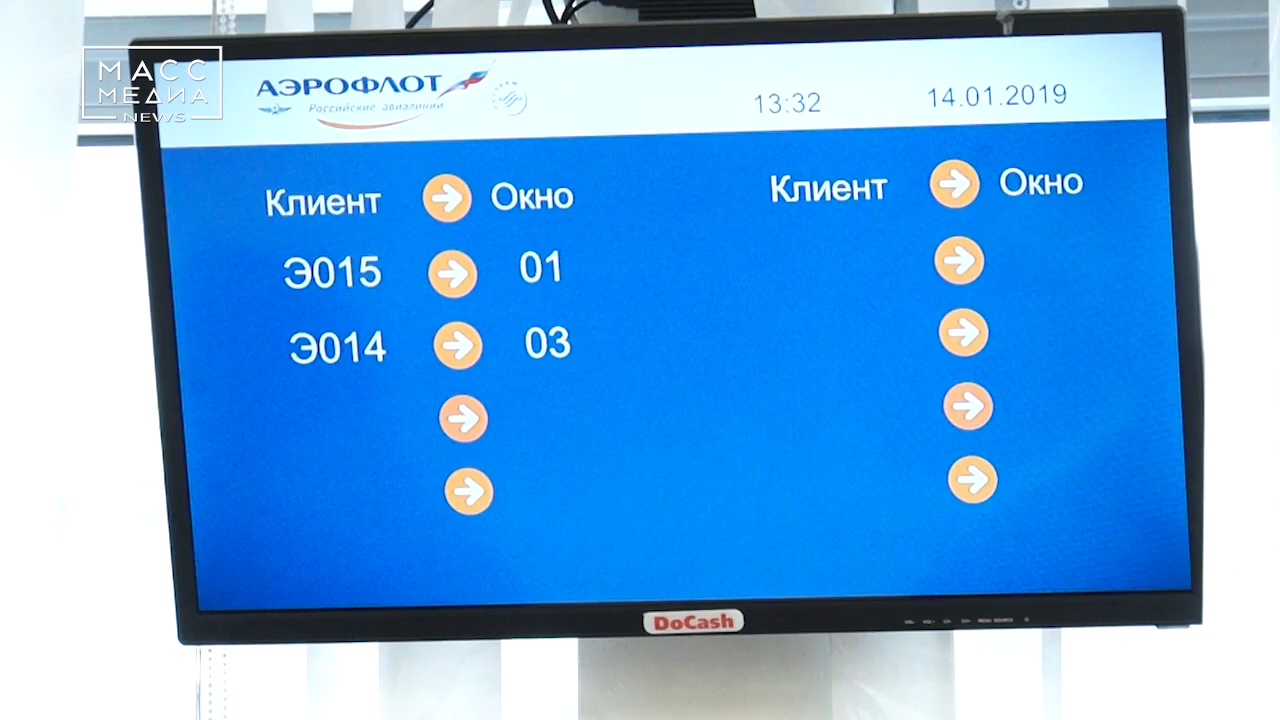 МАСС
МЕДИА
NEWS
АЭРОФЛОТ
Российские авиалинии
13:32
14.01.2019
Клиент Окно Клиент Окно
Э015 01
Э014 03
DoCash